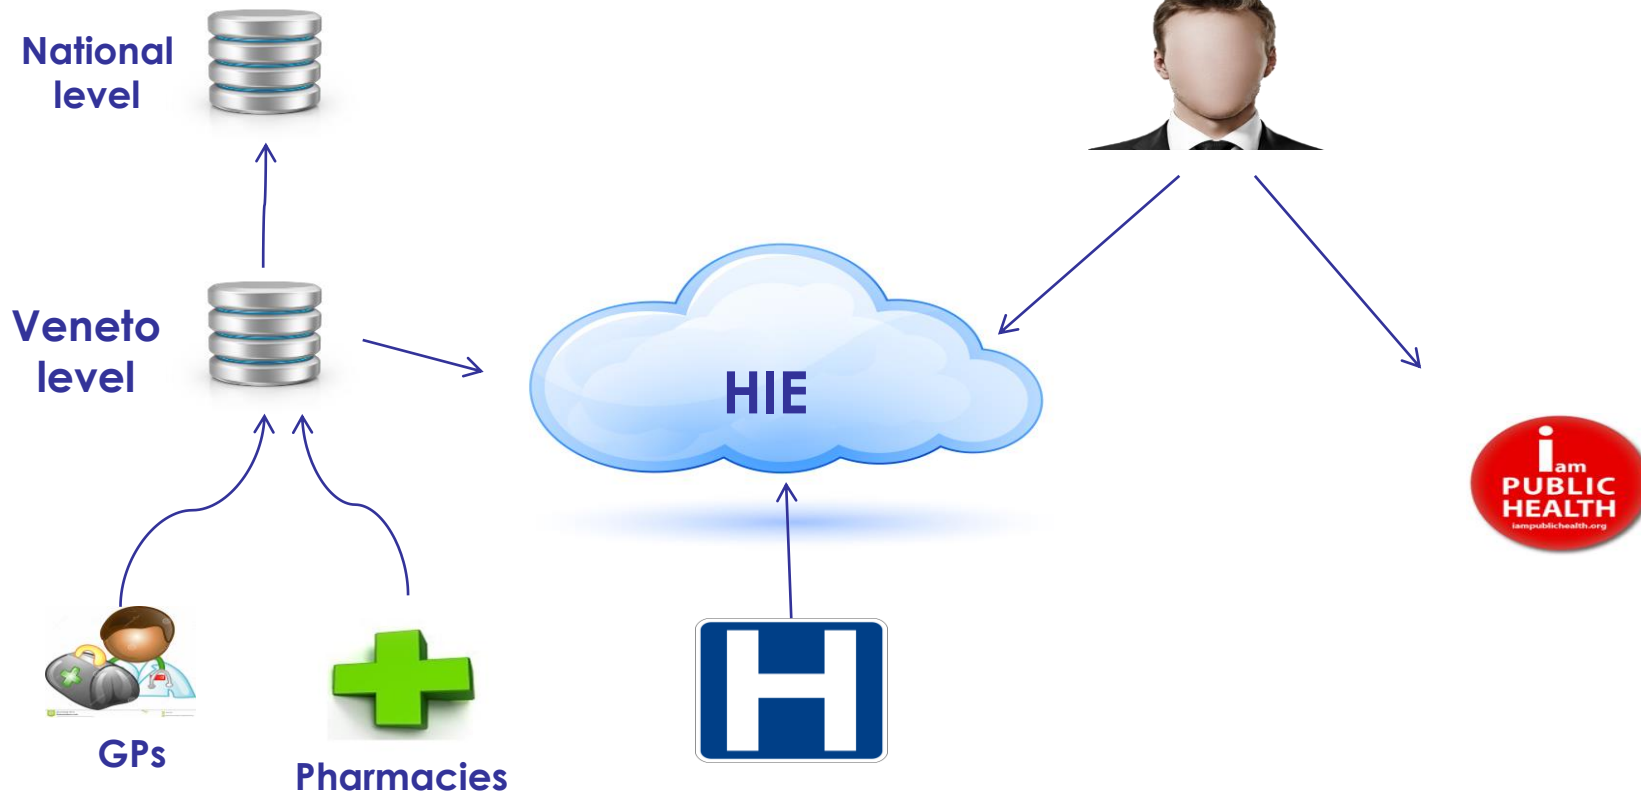 National
level
Veneto
level
HIE
i
am
PUBLIC
HEALTH
iampublichealth.org
H
GPs
Pharmacies